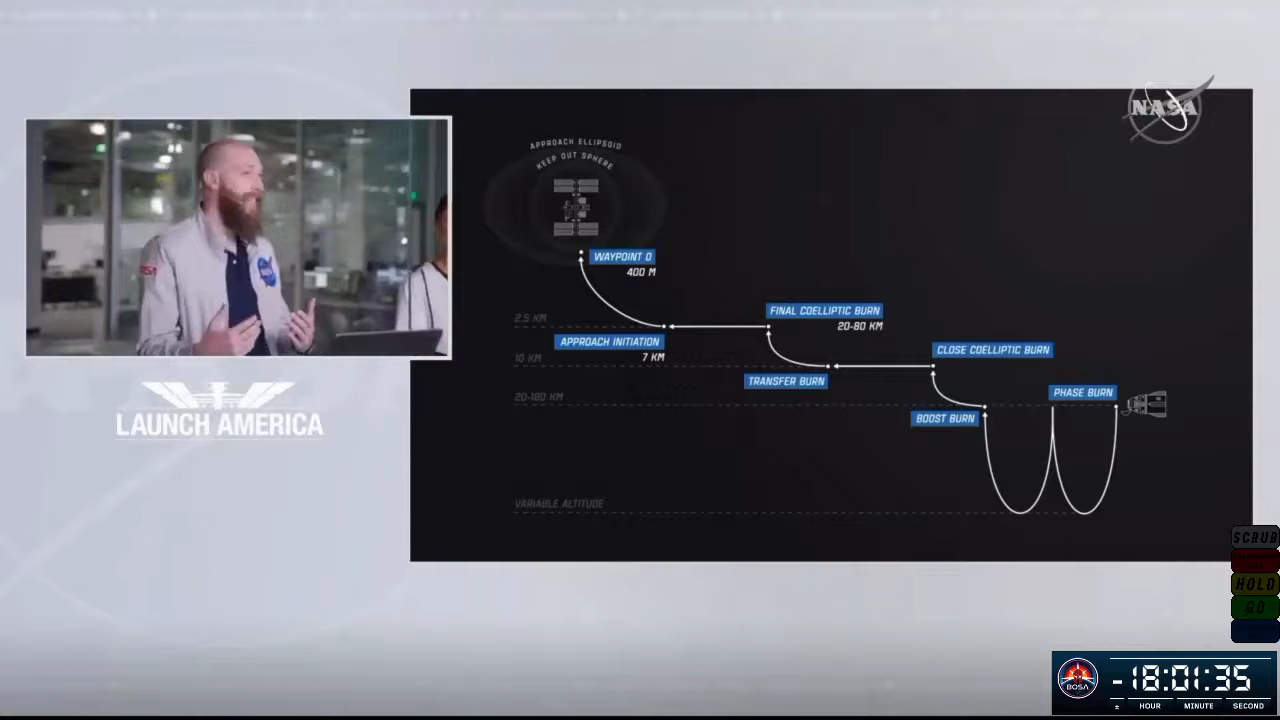 NASA
APPROACH ELLIPSOID
KEEP OUT SPHERE
WAYPOINT 0
400 M
2.5 KM
FINAL COELLIPTIC BURN
20-80 KM
APPROACH INITIATION
7 KM
10 KM
CLOSE COELLIPTIC BURN
TRANSFER BURN
20-180 KM
PHASE BURN
BOOST BURN
VARIABLE ALTITUDE
LAUNCH AMERICA
SCRUB
HOLD
GO
BOSA
-18:01:35
± HOUR MINUTE SECOND